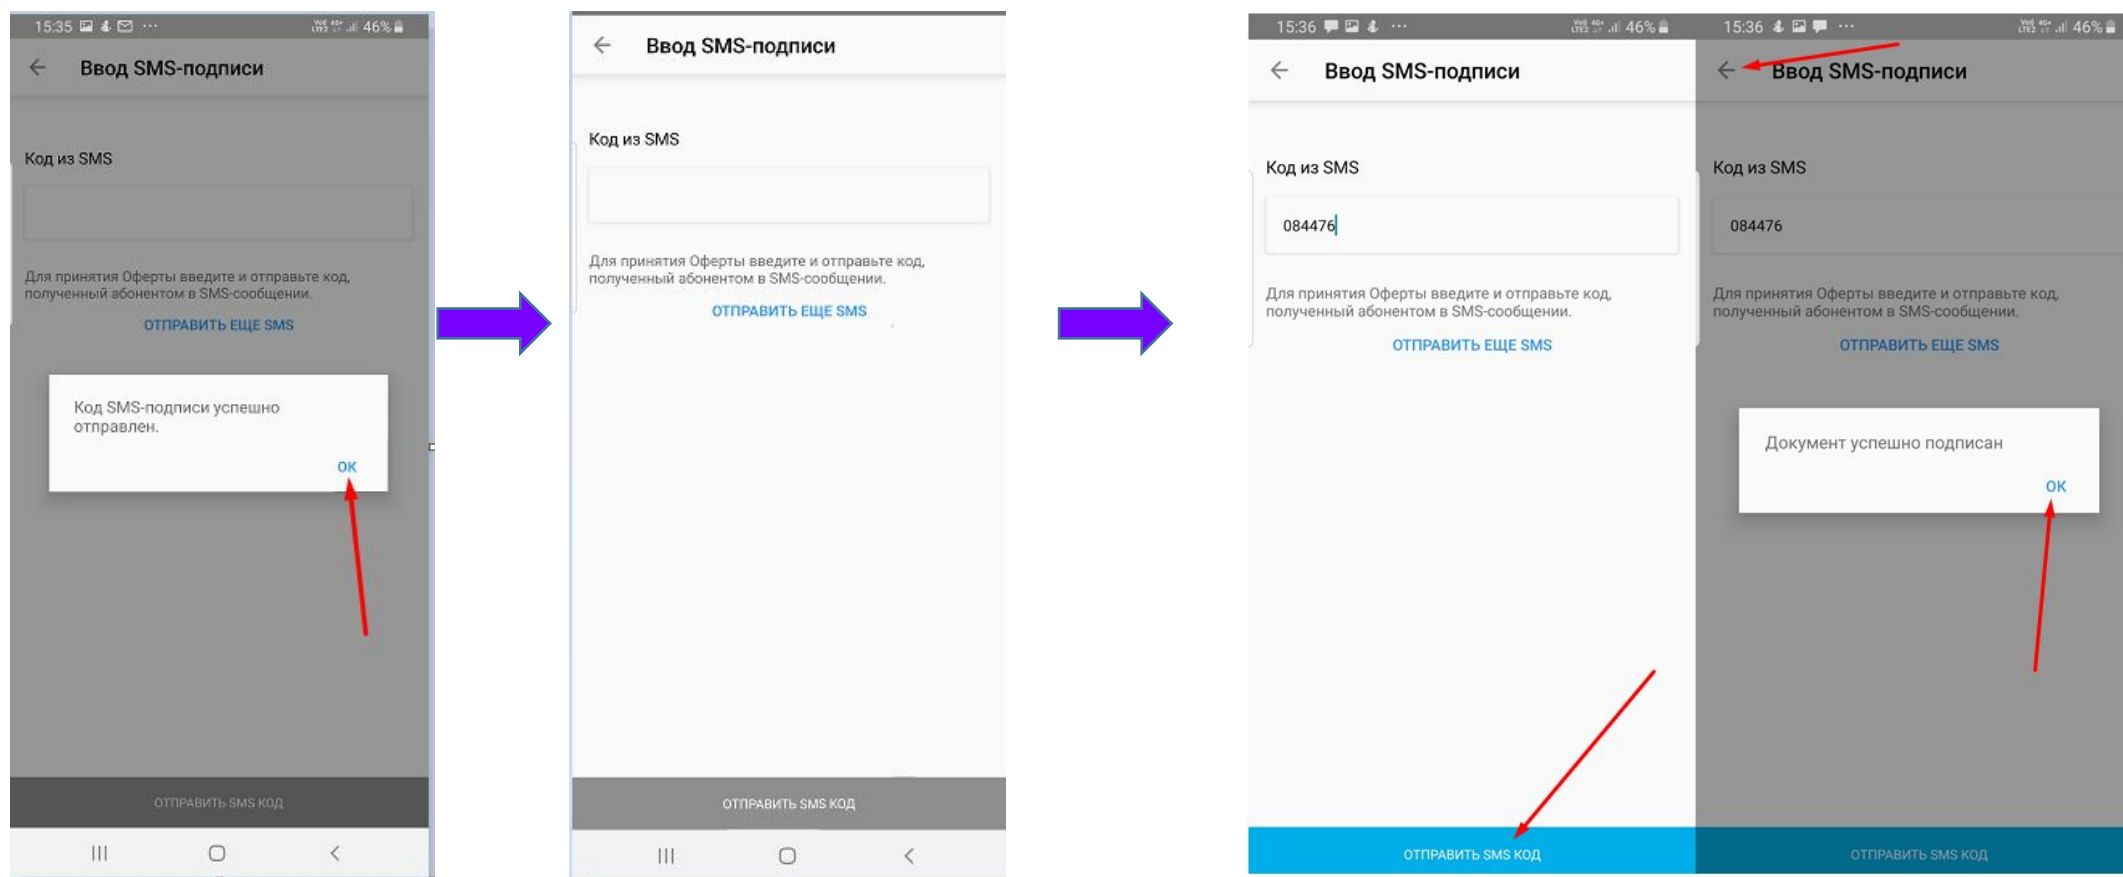 15:35
46%
Ввод SMS-подписи
Код из SMS
Для принятия Оферты введите и отправьте код,
полученный абонентом в SMS-сообщении.
ОТПРАВИТЬ ЕЩЕ SMS
Код SMS-подписи успешно
отправлен.
ОК
ОТПРАВИТЬ SMS КОД
Ввод SMS-подписи
Код из SMS
Для принятия Оферты введите и отправьте код,
полученный абонентом в SMS-сообщении.
ОТПРАВИТЬ ЕЩЕ SMS
ОТПРАВИТЬ SMS КОД
15:36
46%
Ввод SMS-подписи
Код из SMS
084476
Для принятия Оферты введите и отправьте код,
полученный абонентом в SMS-сообщении.
ОТПРАВИТЬ ЕЩЕ SMS
ОТПРАВИТЬ SMS КОД
15:36
46%
Ввод SMS-подписи
Код из SMS
084476
Для принятия Оферты введите и отправьте код,
полученный абонентом в SMS-сообщении.
ОТПРАВИТЬ ЕЩЕ SMS
Документ успешно подписан
ОК
ОТПРАВИТЬ SMS КОД